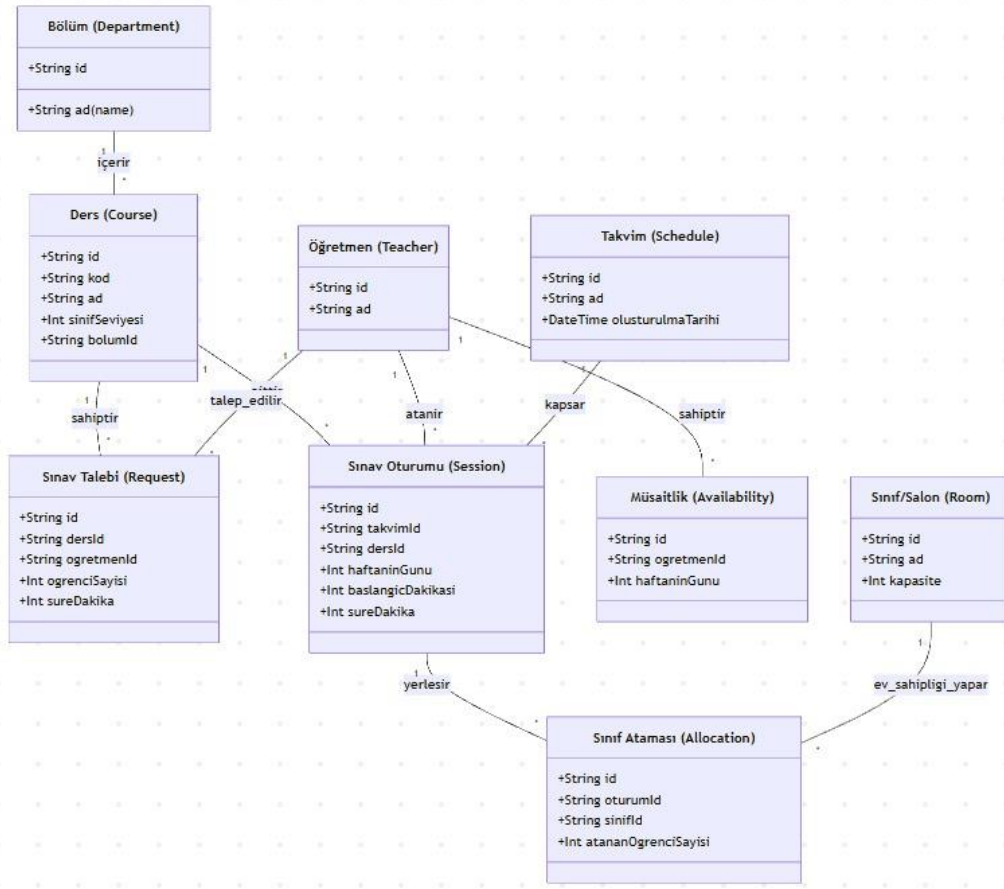 Bölüm (Department)
+String id
+String ad(name)
1
içerir
*
Ders (Course)
+String id
+String kod
+String ad
+Int sinifSeviyesi
+String bolumId
Öğretmen (Teacher)
+String id
+String ad
Takvim (Schedule)
+String id
+String ad
+DateTime olusturulmaTarihi
1
1
1
1
1
1
sahiptir
talep_edilir
atanir
kapsar
sahiptir
*
*
*
*
*
*
Sınav Talebi (Request)
+String id
+String dersId
+String ogretmenId
+Int ogrenciSayisi
+Int sureDakika
Sınav Oturumu (Session)
+String id
+String takvimId
+String dersId
+Int haftaninGunu
+Int baslangicDakikasi
+Int sureDakika
Müsaitlik (Availability)
+String id
+String ogretmenId
+Int haftaninGunu
Sınıf/Salon (Room)
+String id
+String ad
+Int kapasite
1
1
yerlesir
ev_sahipligi_yapar
*
*
Sınıf Ataması (Allocation)
+String id
+String oturumId
+String sinifId
+Int atananOgrenciSayisi